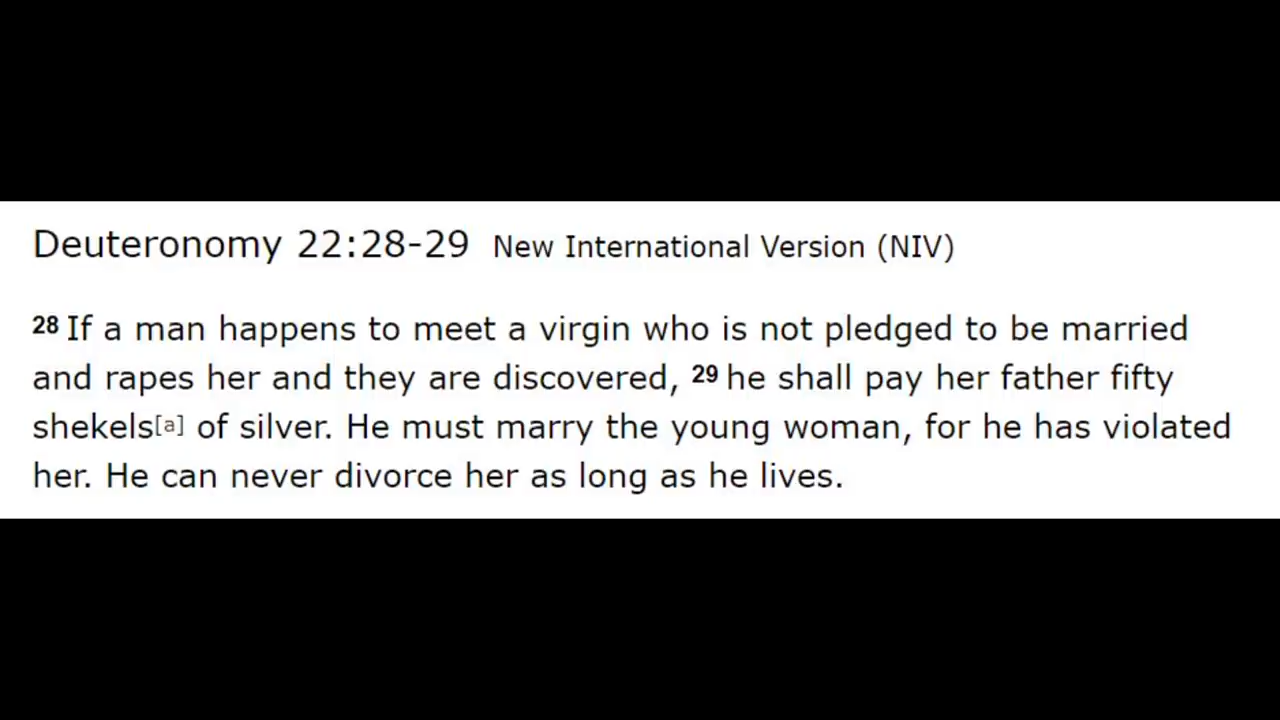 Deuteronomy 22:28-29 New International Version (NIV)
28 If a man happens to meet a virgin who is not pledged to be married
and rapes her and they are discovered, 29 he shall pay her father fifty
shekels[a] of silver. He must marry the young woman, for he has violated
her. He can never divorce her as long as he lives.